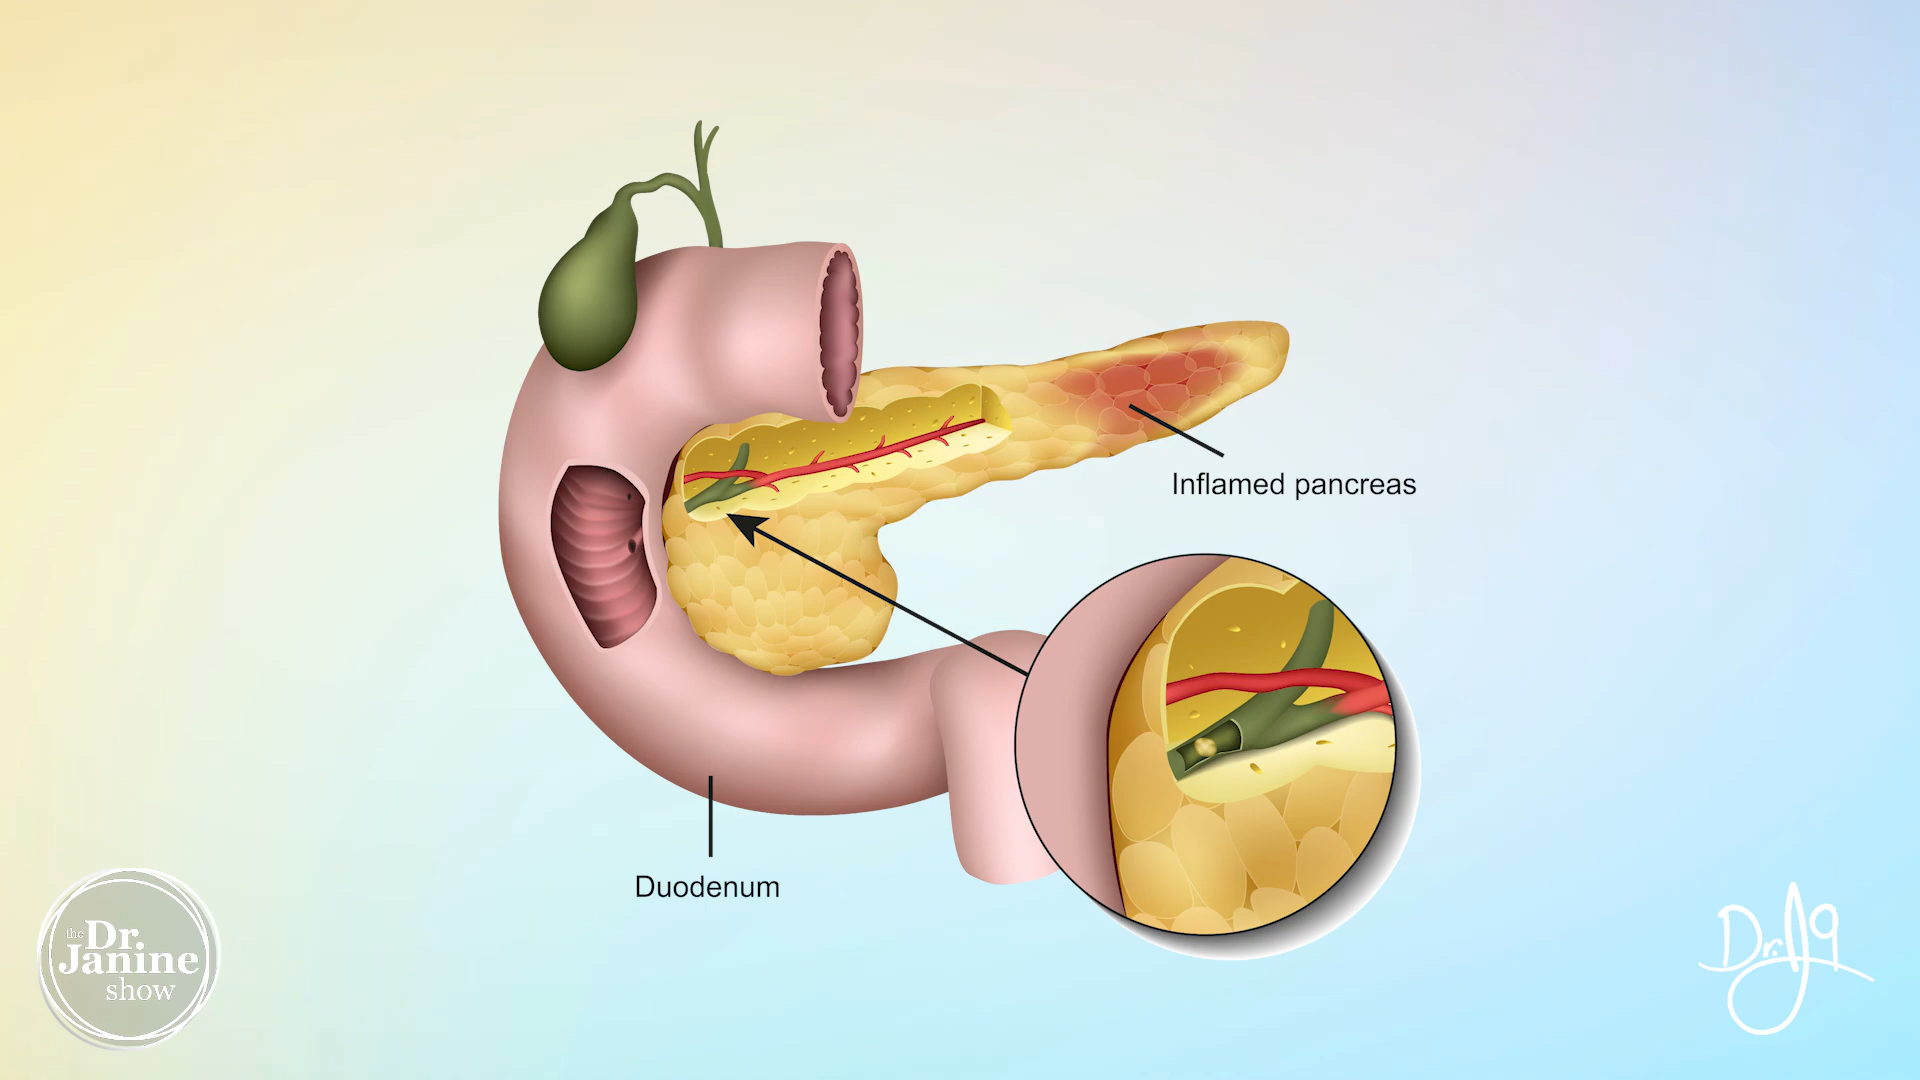 Inflamed pancreas
Duodenum
the Dr.
Janine
show
Dr. J9